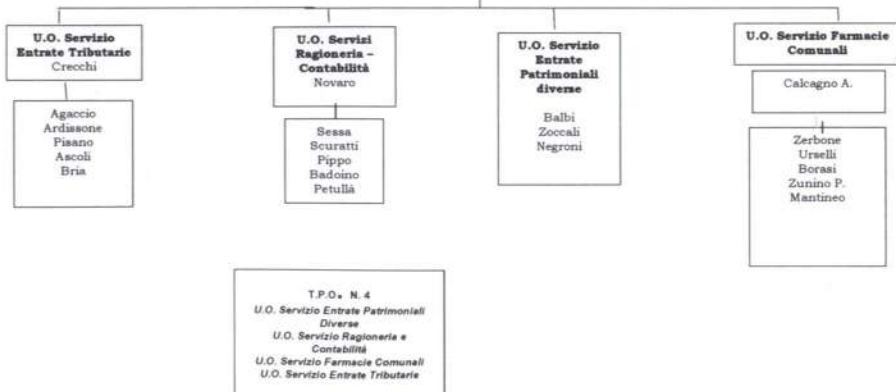 U.O. Servizio
Entrate Tributarie
Crecchi
Agaccio
Ardissone
Pisano
Ascoli
Bria
U.O. Servizi
Ragioneria –
Contabilità
Novaro
Sessa
Scuratti
Pippo
Badoino
Petullà
U.O. Servizio
Entrate
Patrimoniali
diverse
Balbi
Zoccali
Negroni
U.O. Servizio Farmacie
Comunali
Calcagno A.
Zerbone
Urselli
Borasi
Zunino P.
Mantineo
T.P.O. N. 4
U.O. Servizio Entrate Patrimoniali
Diverse
U.O. Servizio Ragioneria e
Contabilità
U.O. Servizio Farmacie Comunali
U.O. Servizio Entrate Tributarie